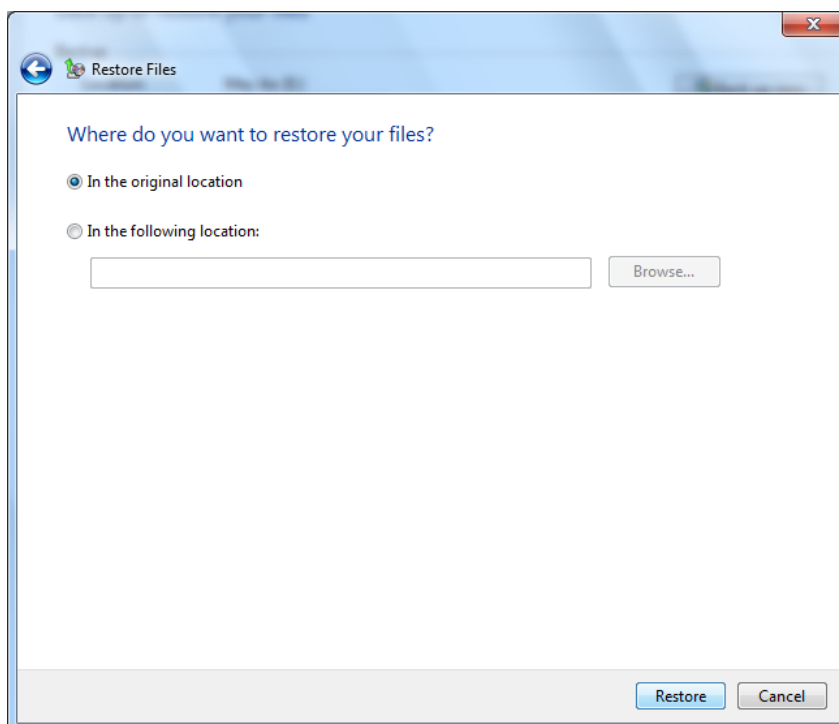 Restore Files
Where do you want to restore your files?
In the original location
In the following location:
Browse...
Restore
Cancel